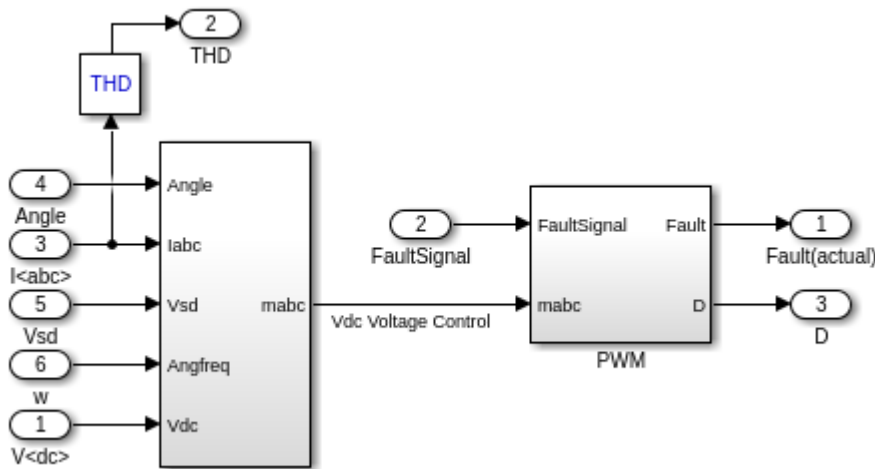 2
THD
THD
4
Angle
3
I<abc>
5
Vsd
6
w
1
V<dc>
Angle
Iabc
Vsd
Angfreq
Vdc
mabc
Vdc Voltage Control
2
FaultSignal
FaultSignal
mabc
Fault
D
PWM
1
Fault(actual)
3
D